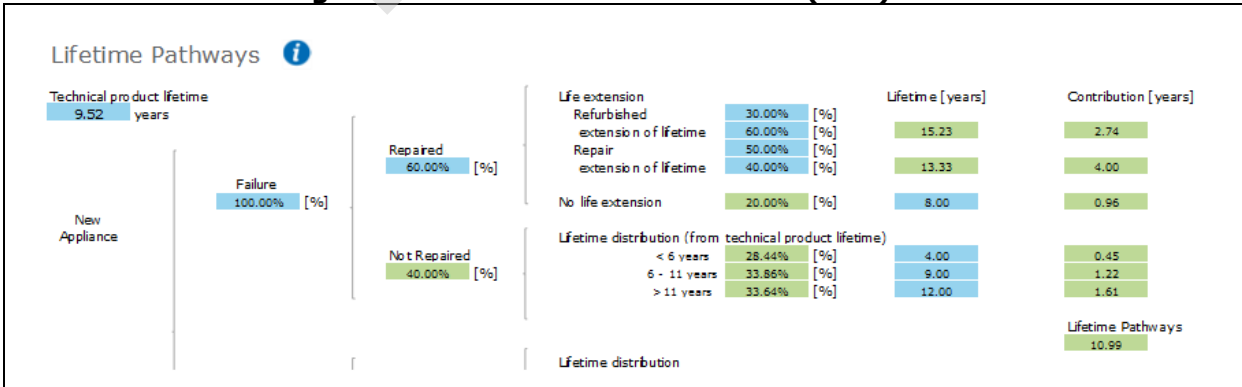 Lifetime Pathways i
Technical product lifetime Life extension Lifetime [years] Contribution [years]
9.52 years Refurbished 30.00% [%]
extension of lifetime 60.00% [%] 15.23 2.74
Repaired Repair 50.00% [%]
60.00% [%] extension of lifetime 40.00% [%] 13.33 4.00
Failure
100.00% [%] No life extension 20.00% [%] 8.00 0.96
New
Appliance Lifetime distribution (from technical product lifetime)
Not Repaired < 6 years 28.44% [%] 4.00 0.45
40.00% [%] 6 - 11 years 33.86% [%] 9.00 1.22
> 11 years 33.64% [%] 12.00 1.61
Lifetime Pathways
10.99
Lifetime distribution